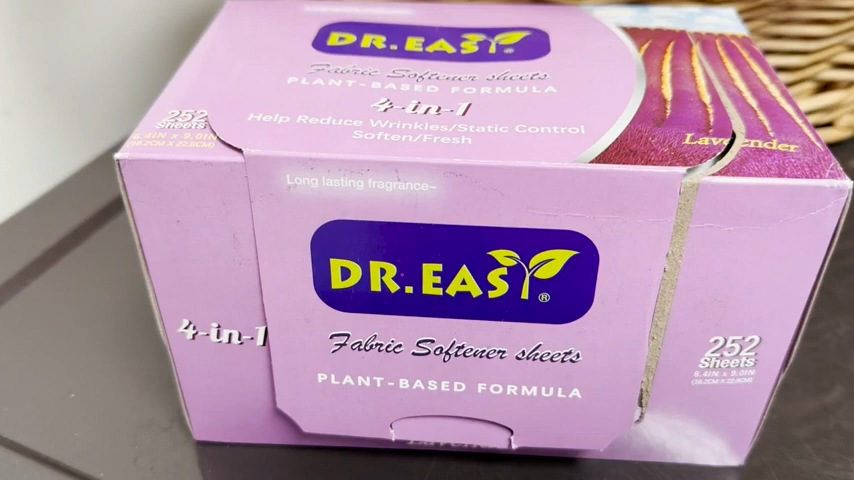 DR.EASY®
Fabric Softener sheets
PLANT-BASED FORMULA
4-in-1
Help Reduce Wrinkles/Static Control
Soften/Fresh
252
Sheets
6.4IN x 9.0IN
(16.2CM X 22.8CM)
Lavender
Long lasting fragrance~
DR.EASY®
Fabric Softener sheets
PLANT-BASED FORMULA
4-in-1
252
Sheets
6.4IN x 9.0IN
(16.2CM X 22.8CM)